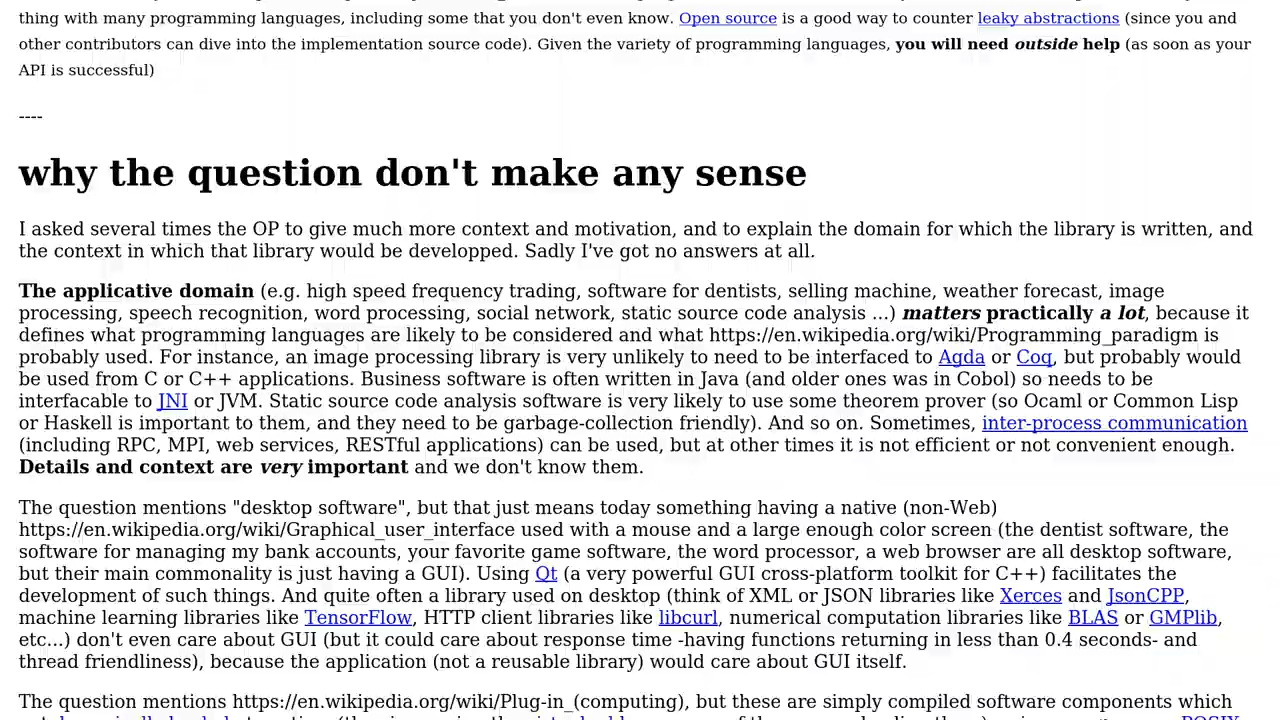 thing with many programming languages, including some that you don't even know. Open source is a good way to counter leaky abstractions (since you and
other contributors can dive into the implementation source code). Given the variety of programming languages, you will need outside help (as soon as your
API is successful)
----
why the question don't make any sense
I asked several times the OP to give much more context and motivation, and to explain the domain for which the library is written, and
the context in which that library would be developped. Sadly I've got no answers at all.
The applicative domain (e.g. high speed frequency trading, software for dentists, selling machine, weather forecast, image
processing, speech recognition, word processing, social network, static source code analysis ...) matters practically a lot, because it
defines what programming languages are likely to be considered and what https://en.wikipedia.org/wiki/Programming_paradigm is
probably used. For instance, an image processing library is very unlikely to need to be interfaced to Agda or Coq, but probably would
be used from C or C++ applications. Business software is often written in Java (and older ones was in Cobol) so needs to be
interfacable to JNI or JVM. Static source code analysis software is very likely to use some theorem prover (so Ocaml or Common Lisp
or Haskell is important to them, and they need to be garbage-collection friendly). And so on. Sometimes, inter-process communication
(including RPC, MPI, web services, RESTful applications) can be used, but at other times it is not efficient or not convenient enough.
Details and context are very important and we don't know them.
The question mentions "desktop software", but that just means today something having a native (non-Web)
https://en.wikipedia.org/wiki/Graphical_user_interface used with a mouse and a large enough color screen (the dentist software, the
software for managing my bank accounts, your favorite game software, the word processor, a web browser are all desktop software,
but their main commonality is just having a GUI). Using Qt (a very powerful GUI cross-platform toolkit for C++) facilitates the
development of such things. And quite often a library used on desktop (think of XML or JSON libraries like Xerces and JsonCPP,
machine learning libraries like TensorFlow, HTTP client libraries like libcurl, numerical computation libraries like BLAS or GMPlib,
etc...) don't even care about GUI (but it could care about response time -having functions returning in less than 0.4 seconds- and
thread friendliness), because the application (not a reusable library) would care about GUI itself.
The question mentions https://en.wikipedia.org/wiki/Plug-in_(computing), but these are simply compiled software components which